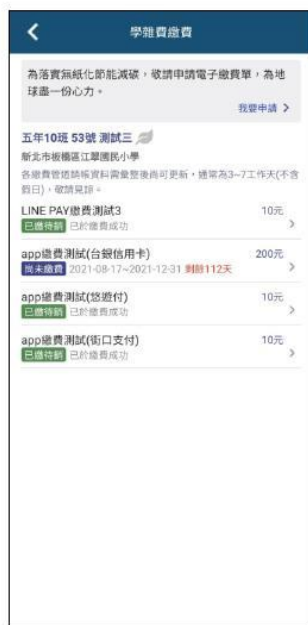 學雜費繳費
為落實無紙化節能減碳，敬請申請電子繳費單，為地
球盡一份心力。
我要申請
五年10班 53號 測試三
新北市板橋區江翠國民小學
各繳費管道銷帳資料需彙整後尚可更新，通常為3~7工作天(不含
假日)，敬請見諒。
LINE PAY繳費測試3 10元
已繳待銷 已於繳費成功
app繳費測試(台銀信用卡) 200元
尚未繳費 2021-08-17~2021-12-31 剩餘112天
app繳費測試(悠遊付) 10元
已繳待銷 已於繳費成功
app繳費測試(街口支付) 10元
已繳待銷 已於繳費成功